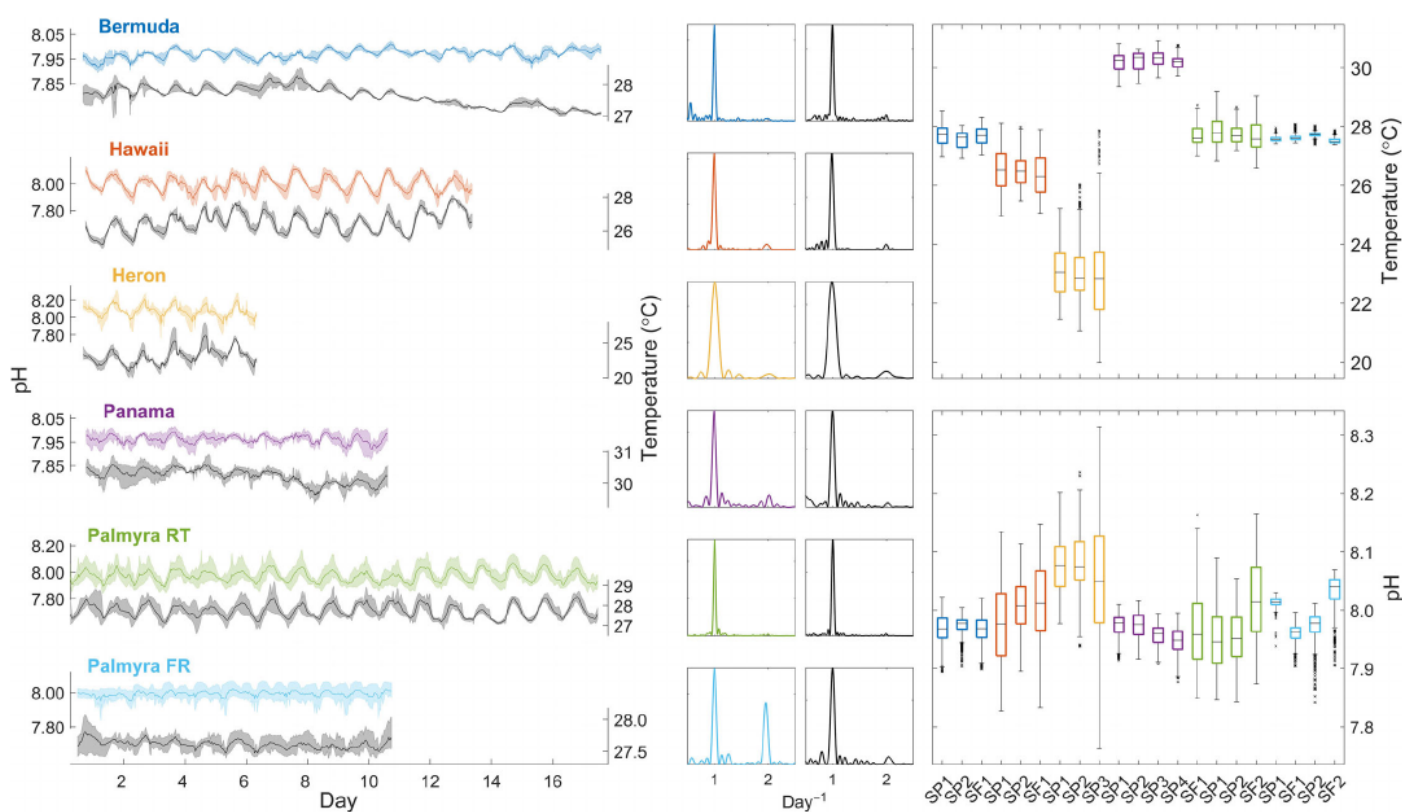 Bermuda
8.05
7.95
7.85
28
27
Hawaii
8.00
7.80
28
26
Heron
8.20
8.00
7.80
25
20
pH
Temperature (°C)
Panama
8.05
7.95
7.85
31
30
Palmyra RT
8.20
8.00
7.80
29
28
27
Palmyra FR
8.00
7.80
28.0
27.5
2 4 6 8 10 12 14 16
Day
1 2 1 2
Day⁻¹
30
28
26
24
22
20
Temperature (°C)
8.3
8.2
8.1
8.0
7.9
7.8
pH
SP1 SP2 SF1 SP1 SP2 SF1 SP1 SP2 SP3 SP1 SP2 SP3 SP4 SF1 SP1 SP2 SF2 SP1 SF1 SP2 SF2